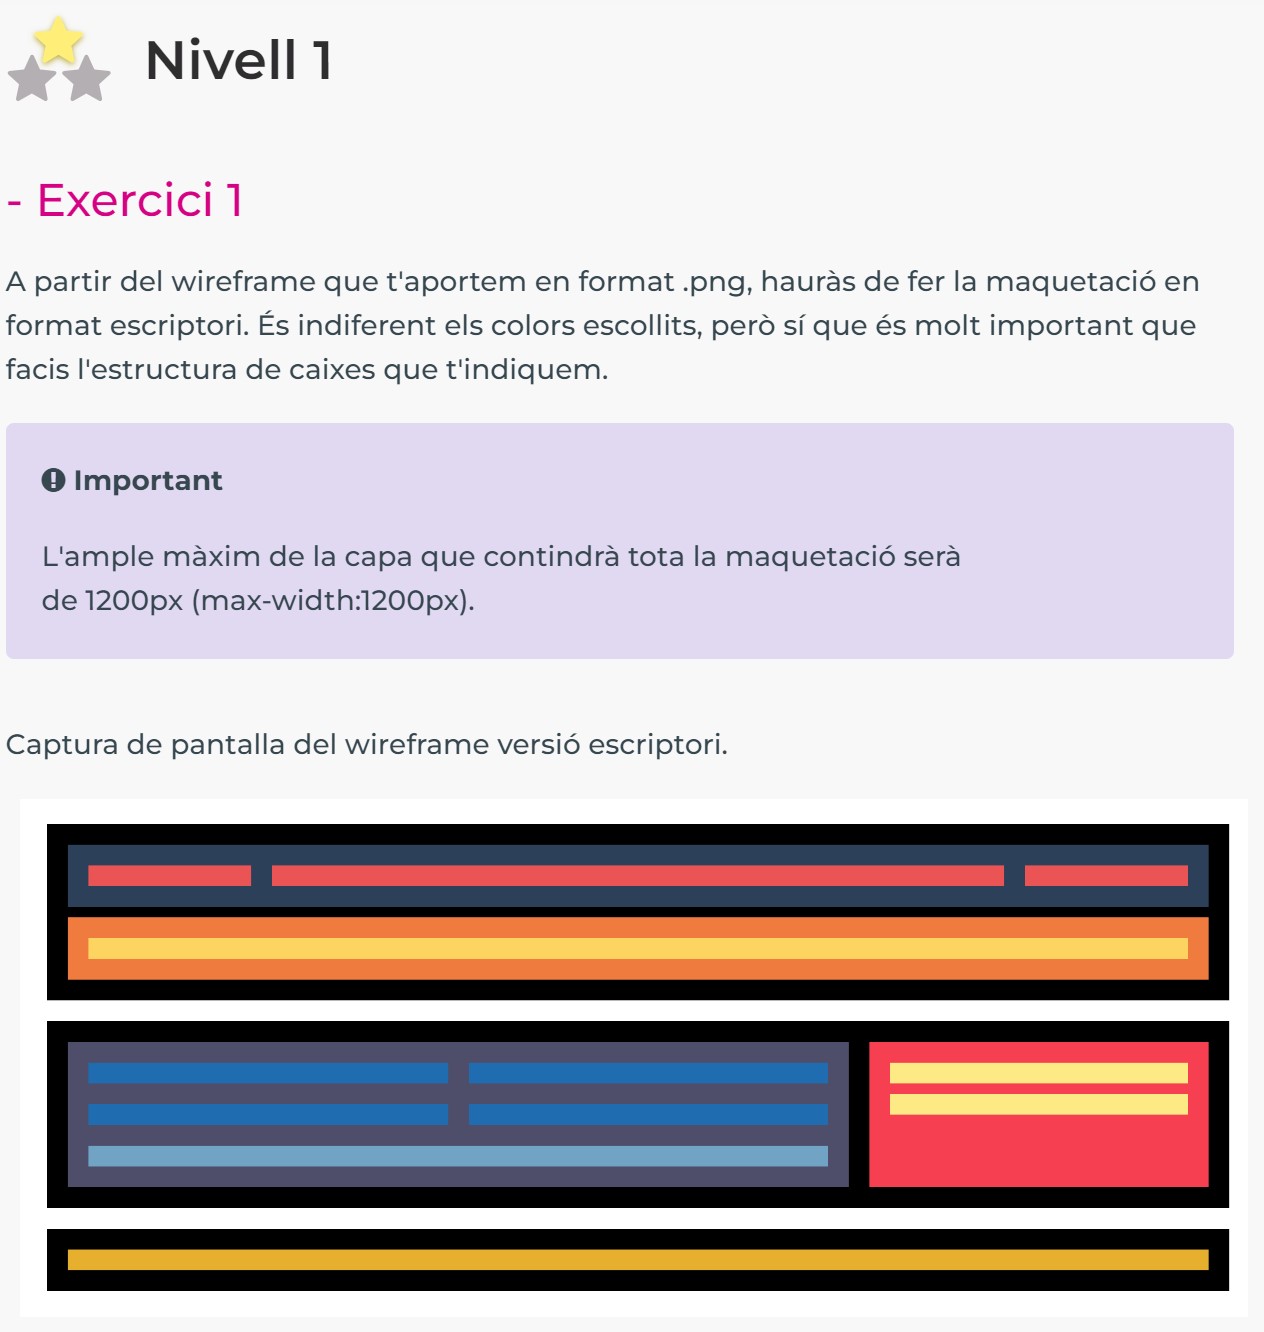 Nivell 1
- Exercici 1
A partir del wireframe que t'aportem en format .png, hauràs de fer la maquetació en
format escriptori. És indiferent els colors escollits, però sí que és molt important que
facis l'estructura de caixes que t'indiquem.
Important
L'ample màxim de la capa que contindrà tota la maquetació serà
de 1200px (max-width:1200px).
Captura de pantalla del wireframe versió escriptori.